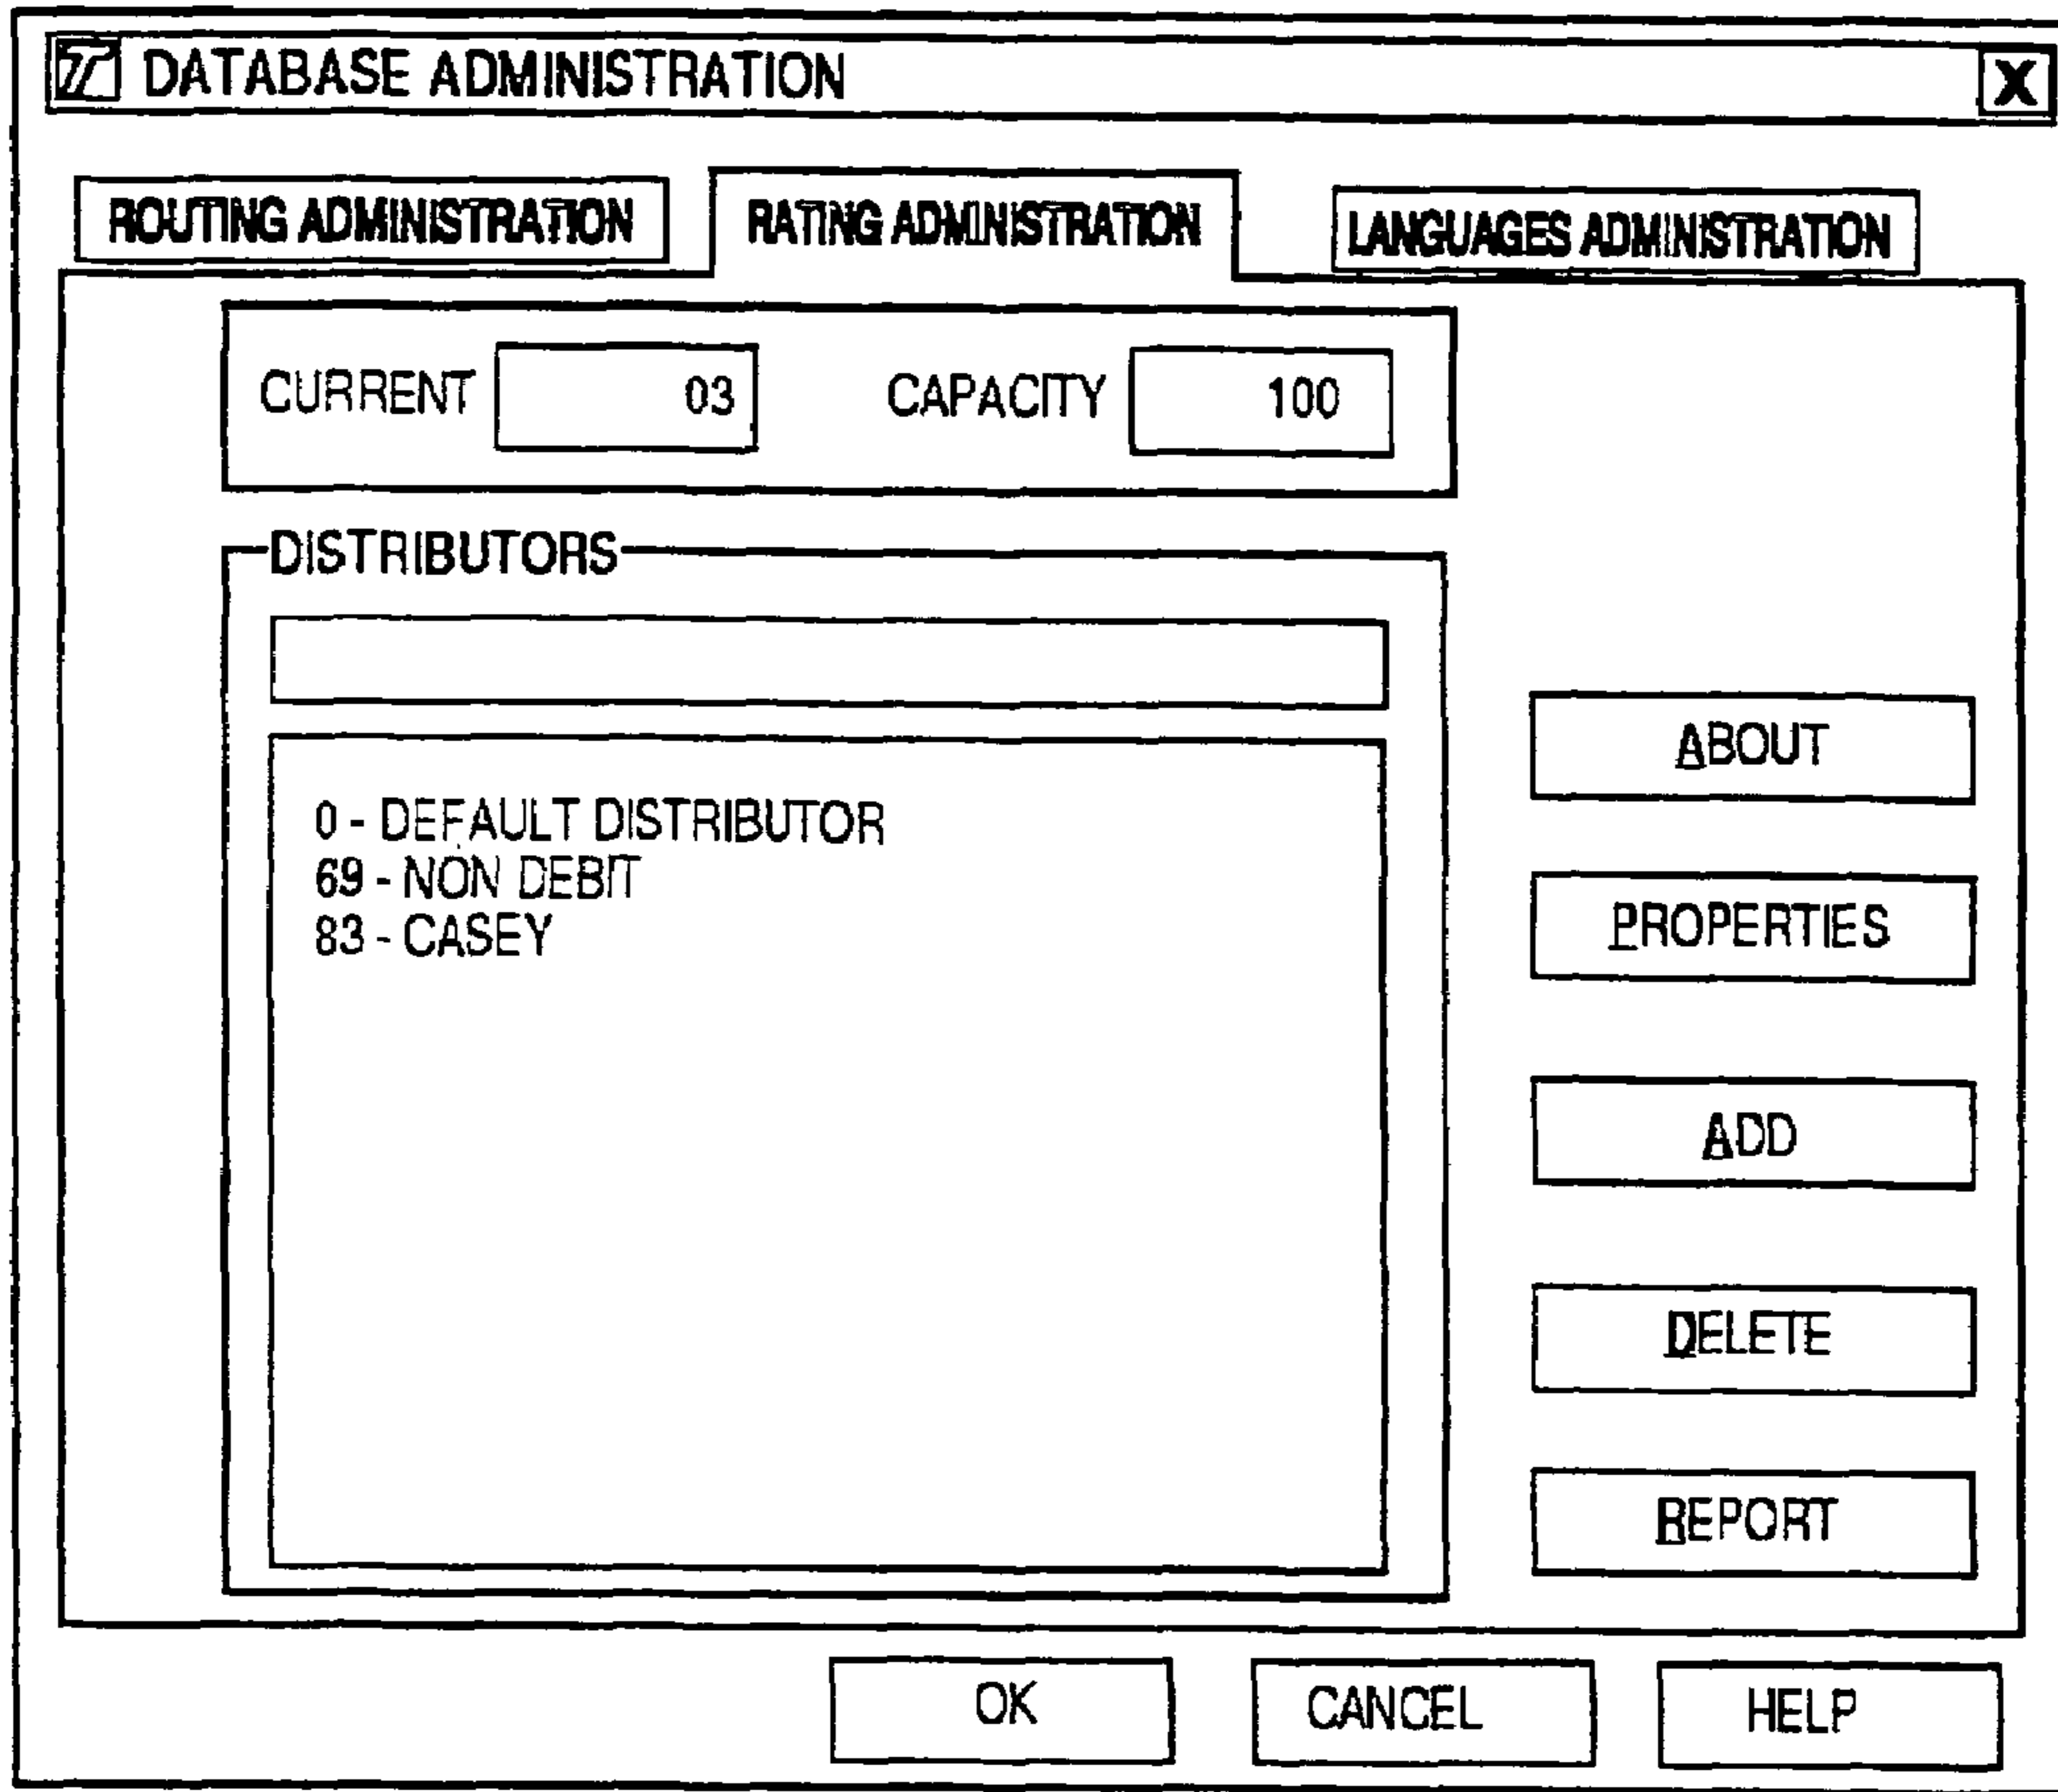 DATABASE ADMINISTRATION X
ROUTING ADMINISTRATION RATING ADMINISTRATION LANGUAGES ADMINISTRATION
CURRENT 03 CAPACITY 100
DISTRIBUTORS
0 - DEFAULT DISTRIBUTOR
69 - NON DEBIT
83 - CASEY
ABOUT
PROPERTIES
ADD
DELETE
REPORT
OK CANCEL HELP